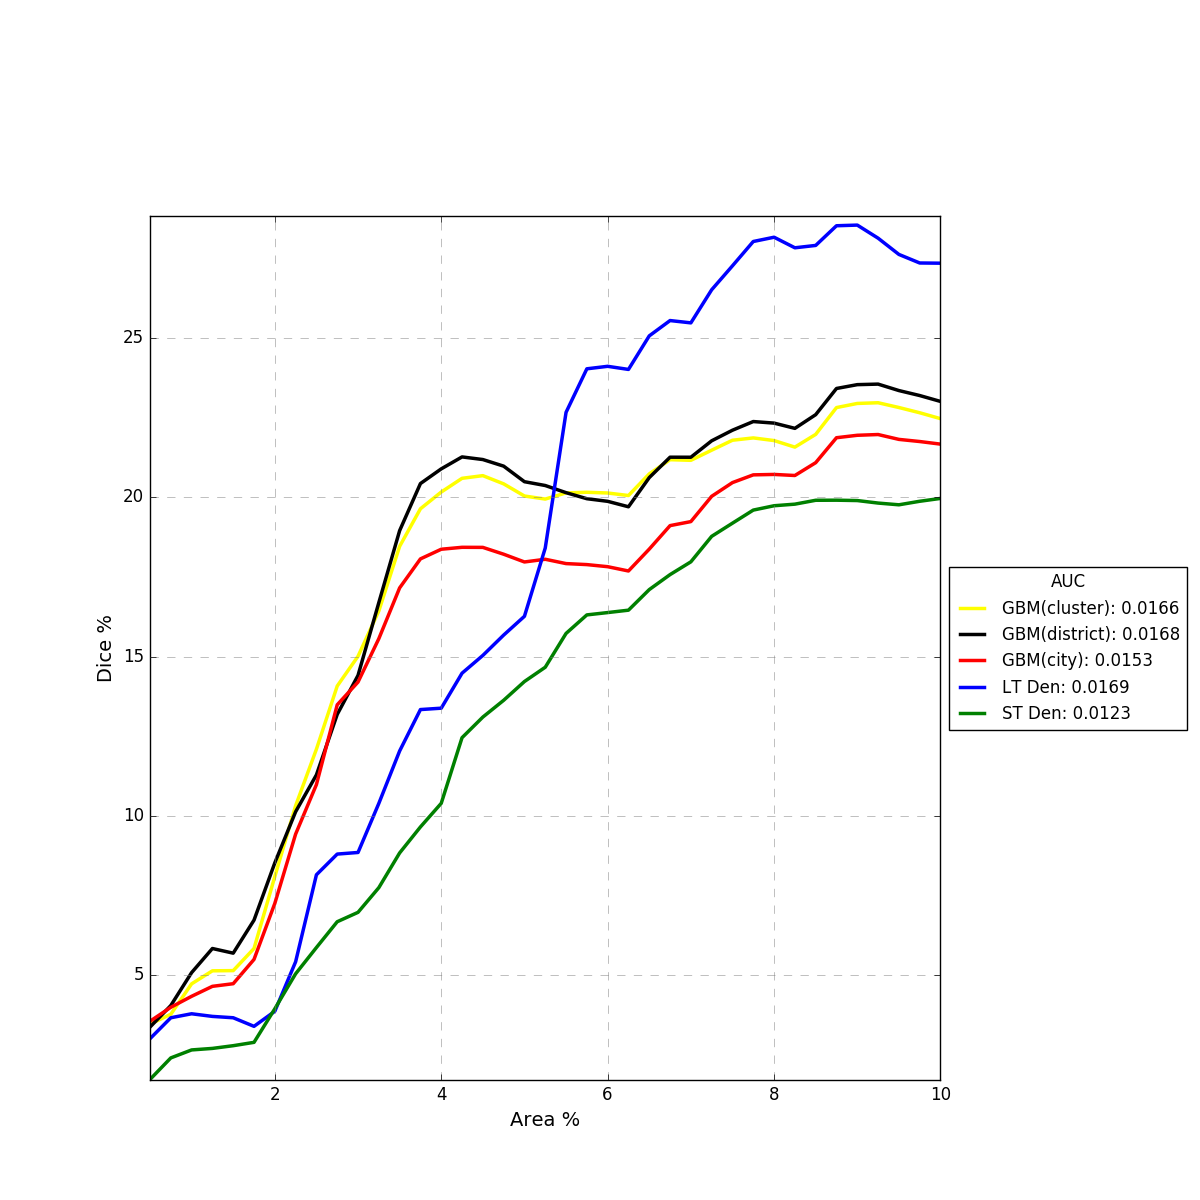 25
20
15
10
5
Dice %
2 4 6 8 10
Area %
AUC
GBM(cluster): 0.0166
GBM(district): 0.0168
GBM(city): 0.0153
LT Den: 0.0169
ST Den: 0.0123